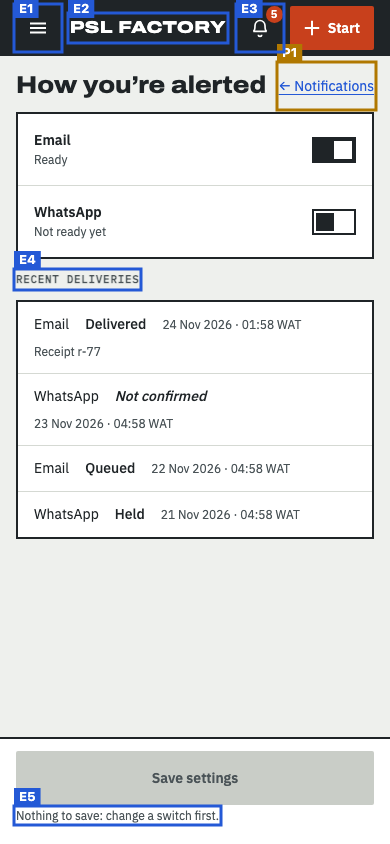 E1
E2
E3
PSL FACTORY
5
Start
P1
How you’re alerted
← Notifications
Email
Ready
WhatsApp
Not ready yet
E4
RECENT DELIVERIES
Email Delivered 24 Nov 2026 · 01:58 WAT
Receipt r-77
WhatsApp Not confirmed
23 Nov 2026 · 04:58 WAT
Email Queued 22 Nov 2026 · 04:58 WAT
WhatsApp Held 21 Nov 2026 · 04:58 WAT
Save settings
E5
Nothing to save: change a switch first.